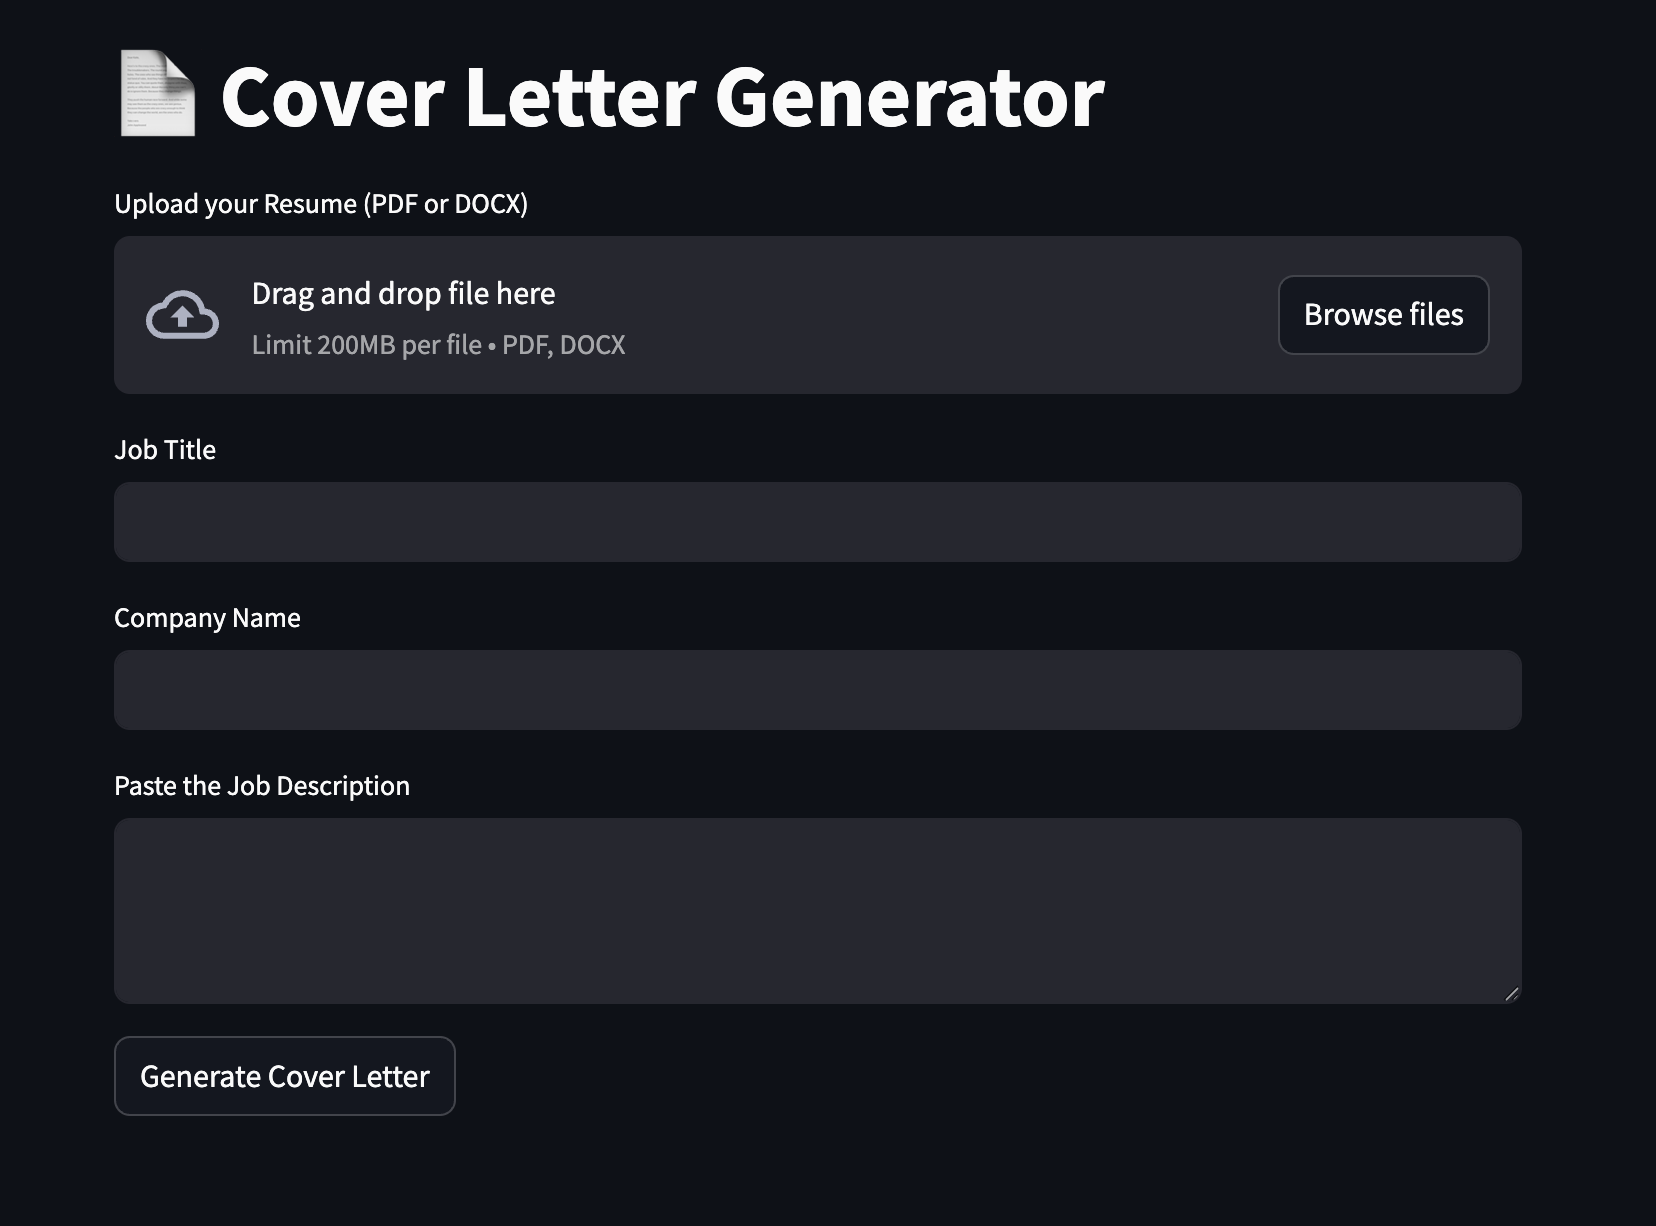 Cover Letter Generator
Upload your Resume (PDF or DOCX)
Drag and drop file here
Limit 200MB per file • PDF, DOCX
Browse files
Job Title
Company Name
Paste the Job Description
Generate Cover Letter